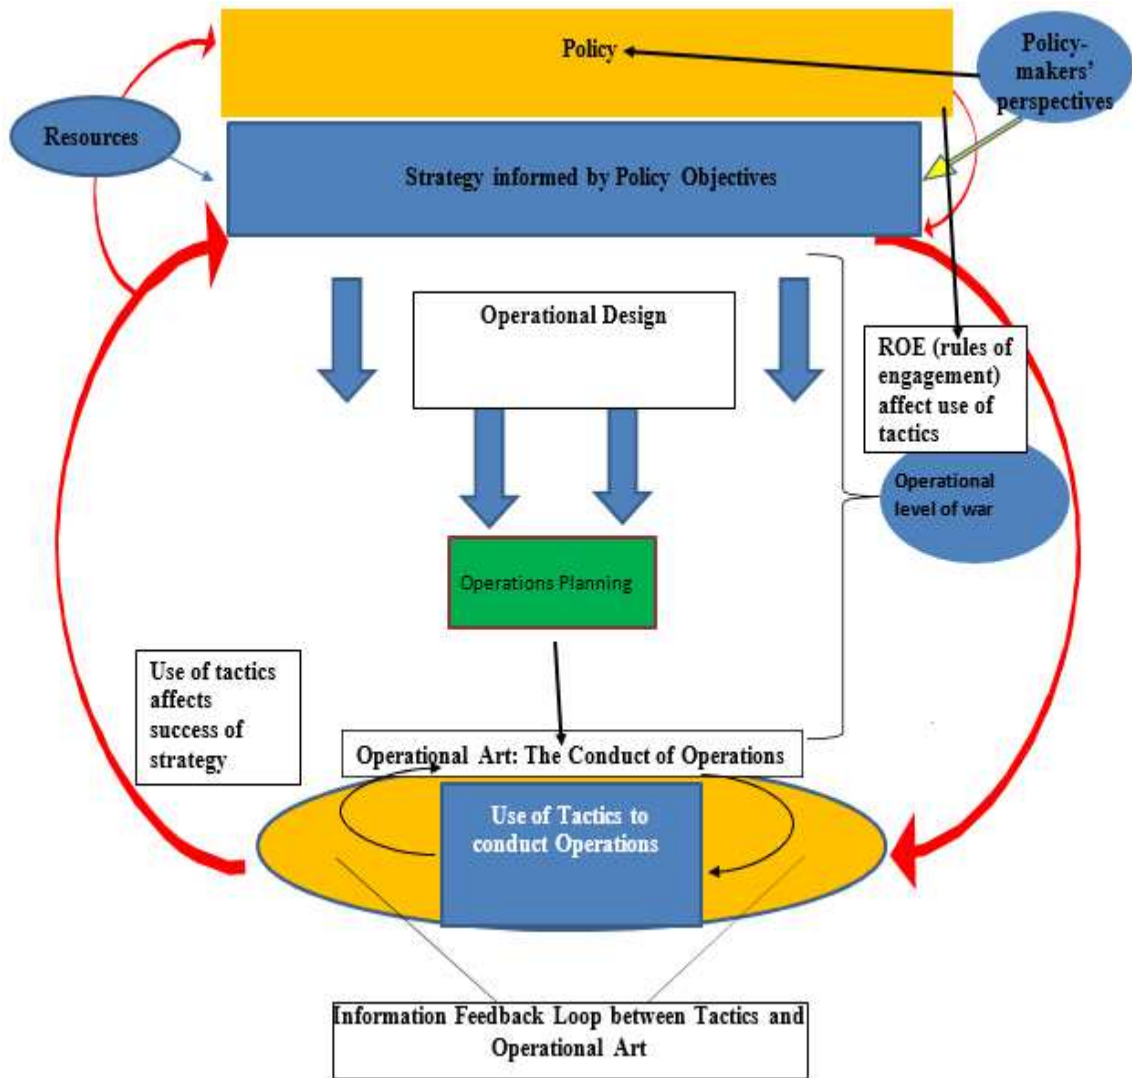 Policy
Policy-
makers'
perspectives
Resources
Strategy informed by Policy Objectives
Operational Design
ROE (rules of
engagement)
affect use of
tactics
Operational
level of war
Operations Planning
Use of tactics
affects
success of
strategy
Operational Art: The Conduct of Operations
Use of Tactics to
conduct Operations
Information Feedback Loop between Tactics and
Operational Art